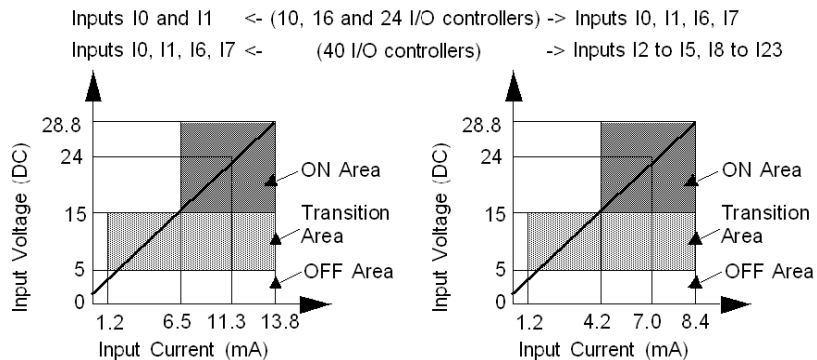 Inputs I0 and I1 <- (10, 16 and 24 I/O controllers) -> Inputs I0, I1, I6, I7
Inputs I0, I1, I6, I7 <- (40 I/O controllers) -> Inputs I2 to I5, I8 to I23
Input Voltage (DC)
28.8
24
15
5
0
ON Area
Transition
Area
OFF Area
1.2 6.5 11.3 13.8
Input Current (mA)
Input Voltage (DC)
28.8
24
15
5
0
ON Area
Transition
Area
OFF Area
1.2 4.2 7.0 8.4
Input Current (mA)